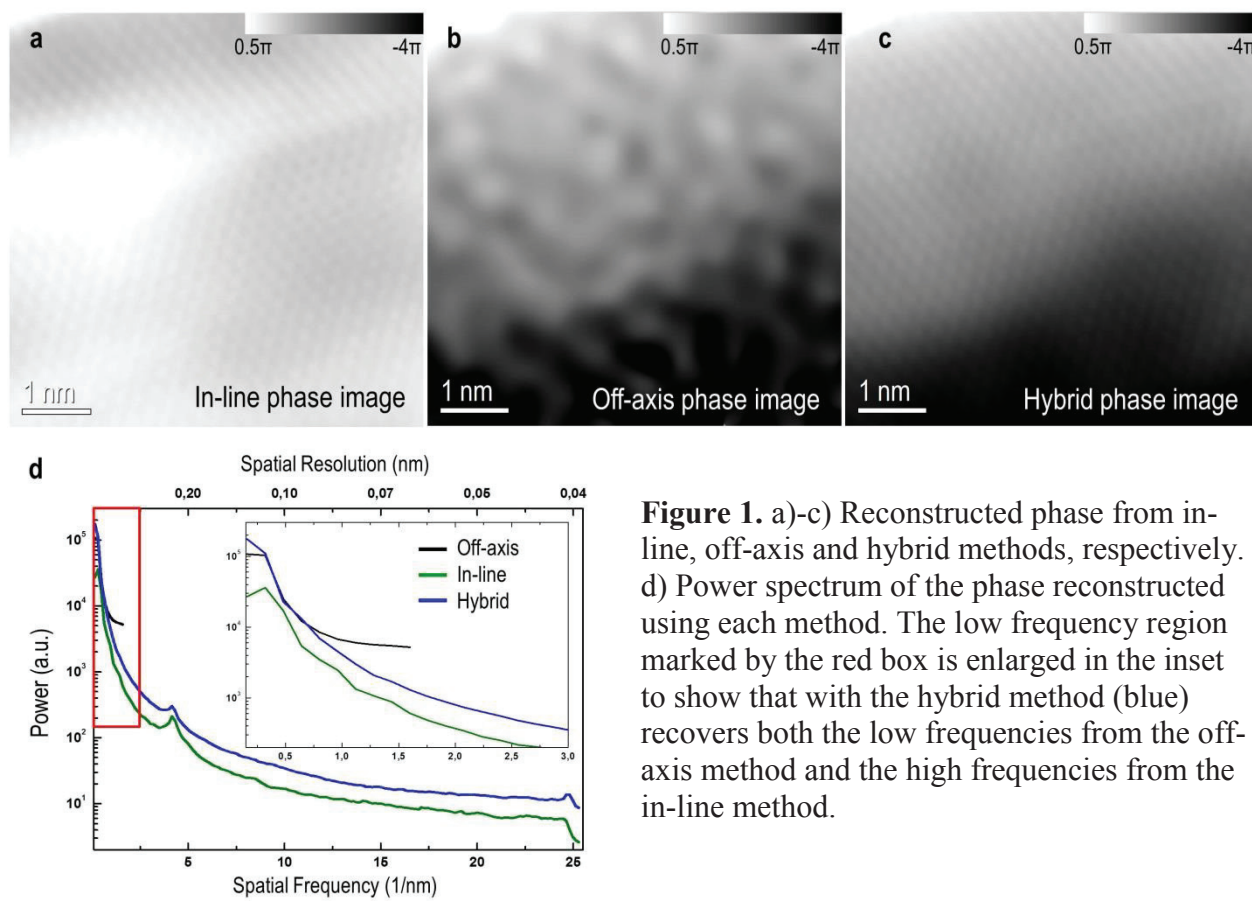 a
0.5π
-4π
1 nm
In-line phase image
b
0.5π
-4π
1 nm
Off-axis phase image
c
0.5π
-4π
1 nm
Hybrid phase image
d
Spatial Resolution (nm)
0,20
0,10
0,07
0,05
0,04
Power (a.u.)
10⁵
10⁴
10³
10²
10¹
10⁵
10⁴
10³
Off-axis
In-line
Hybrid
0,5
1,0
1,5
2,0
2,5
3,0
5
10
15
20
25
Spatial Frequency (1/nm)
Figure 1. a)-c) Reconstructed phase from in-
line, off-axis and hybrid methods, respectively.
d) Power spectrum of the phase reconstructed
using each method. The low frequency region
marked by the red box is enlarged in the inset
to show that with the hybrid method (blue)
recovers both the low frequencies from the off-
axis method and the high frequencies from the
in-line method.